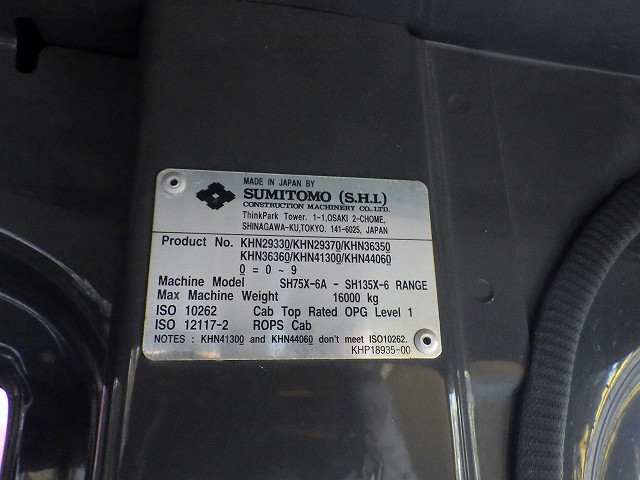 MADE IN JAPAN BY
SUMITOMO (S.H.I.)
CONSTRUCTION MACHINERY CO., LTD.
ThinkPark Tower. 1-1,OSAKI 2-CHOME,
SHINAGAWA-KU,TOKYO. 141-6025, JAPAN
Product No. KHN29330/KHN29370/KHN36350
KHN36360/KHN41300/KHN44060
0 = 0 ~ 9
Machine Model SH75X-6A - SH135X-6 RANGE
Max Machine Weight 16000 kg
ISO 10262 Cab Top Rated OPG Level 1
ISO 12117-2 ROPS Cab
NOTES : KHN41300 and KHN44060 don't meet ISO10262.
KHP18935-00